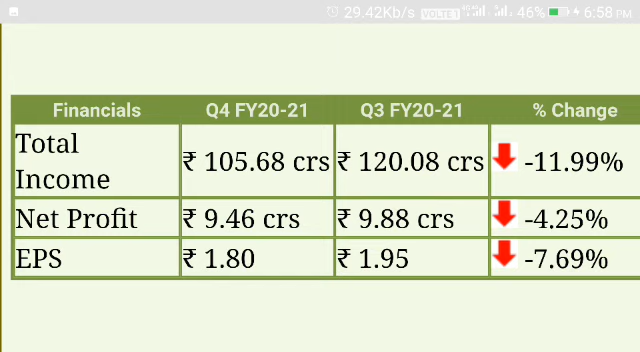 29.42Kb/s VOLTE 1 46% 6:58 PM
Financials Q4 FY20-21 Q3 FY20-21 % Change
Total
Income ₹ 105.68 crs ₹ 120.08 crs -11.99%
Net Profit ₹ 9.46 crs ₹ 9.88 crs -4.25%
EPS ₹ 1.80 ₹ 1.95 -7.69%